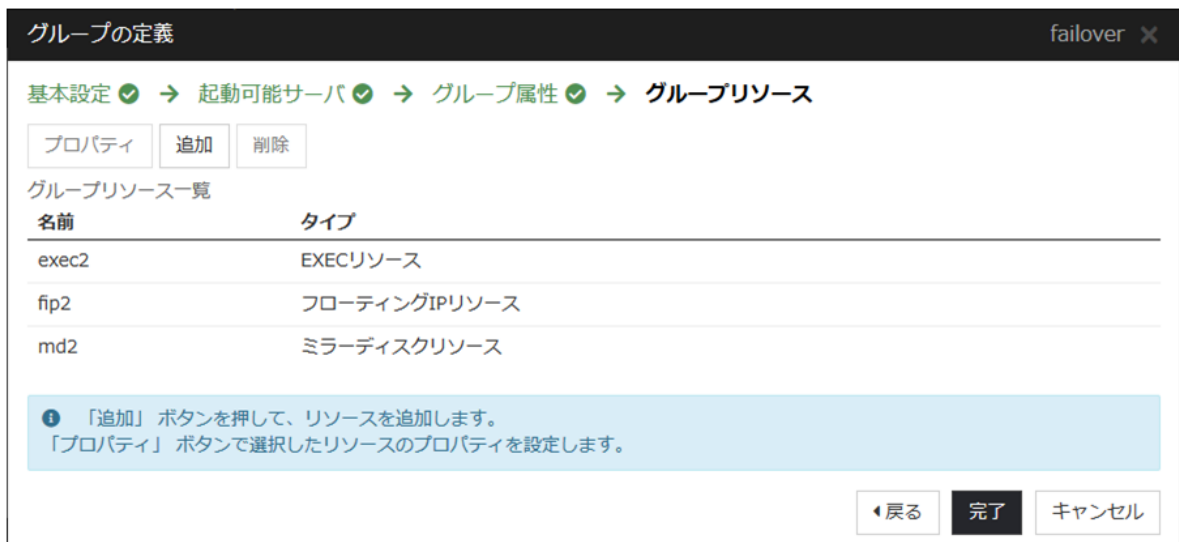 グループの定義 failover
基本設定 → 起動可能サーバ → グループ属性 → グループリソース
プロパティ 追加 削除
グループリソース一覧
名前 タイプ
exec2 EXECリソース
fip2 フローティングIPリソース
md2 ミラーディスクリソース
「追加」 ボタンを押して、リソースを追加します。
「プロパティ」 ボタンで選択したリソースのプロパティを設定します。
戻る 完了 キャンセル